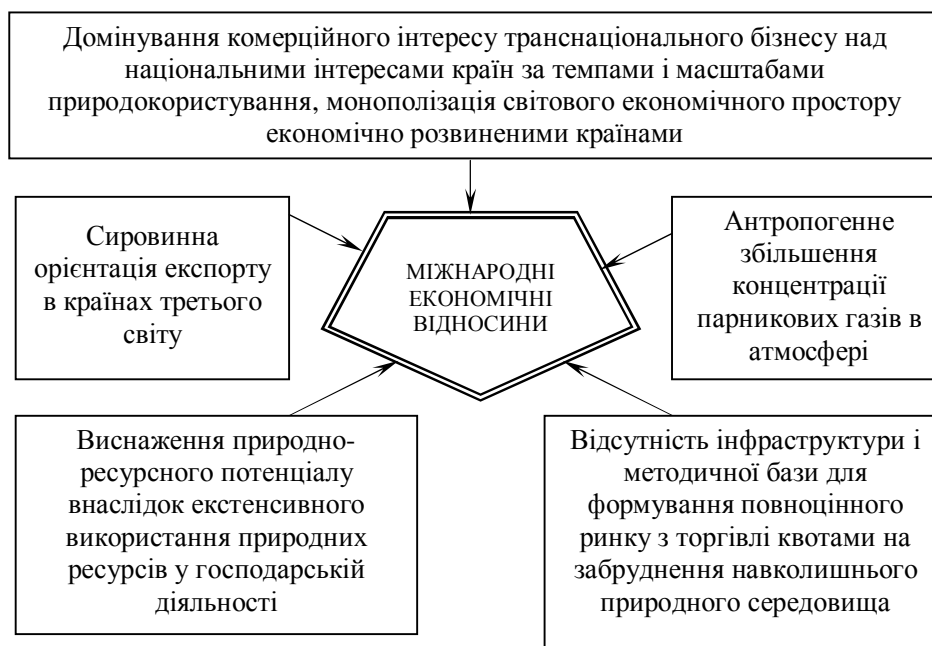 Домінування комерційного інтересу транснаціонального бізнесу над
національними інтересами країн за темпами і масштабами
природокористування, монополізація світового економічного простору
економічно розвиненими країнами
Сировинна
орієнтація експорту
в країнах третього
світу
МІЖНАРОДНІ
ЕКОНОМІЧНІ
ВІДНОСИНИ
Антропогенне
збільшення
концентрації
парникових газів в
атмосфері
Виснаження природно-
ресурсного потенціалу
внаслідок екстенсивного
використання природних
ресурсів у господарській
діяльності
Відсутність інфраструктури і
методичної бази для
формування повноцінного
ринку з торгівлі квотами на
забруднення навколишнього
природного середовища